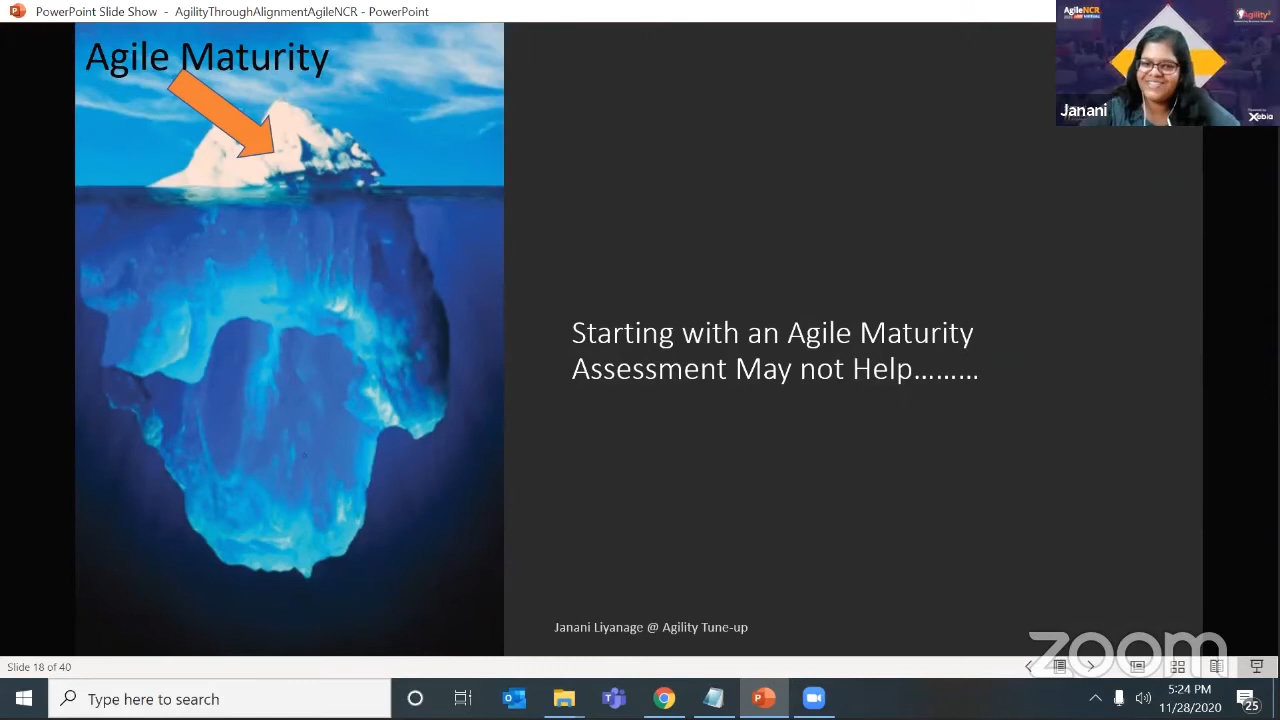 PowerPoint Slide Show - AgilityThroughAlignmentAgileNCR - PowerPoint
AgileNCR
Agility
Janani
Xebia
Agile Maturity
Starting with an Agile Maturity
Assessment May not Help………
Janani Liyanage @ Agility Tune-up
zoom
Slide 18 of 40
Type here to search
5:24 PM
11/28/2020
25